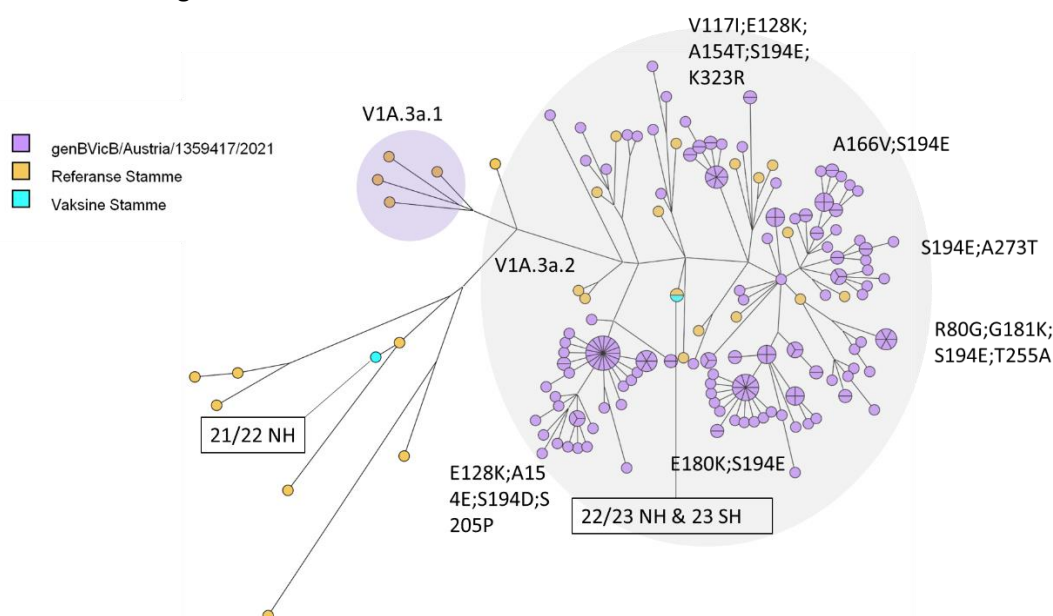 V117I;E128K;
A154T;S194E;
K323R
V1A.3a.1
genBVicB/Austria/1359417/2021
Referanse Stamme
Vaksine Stamme
A166V;S194E
S194E;A273T
V1A.3a.2
R80G;G181K;
S194E;T255A
21/22 NH
E128K;A15
4E;S194D;S
205P
E180K;S194E
22/23 NH & 23 SH